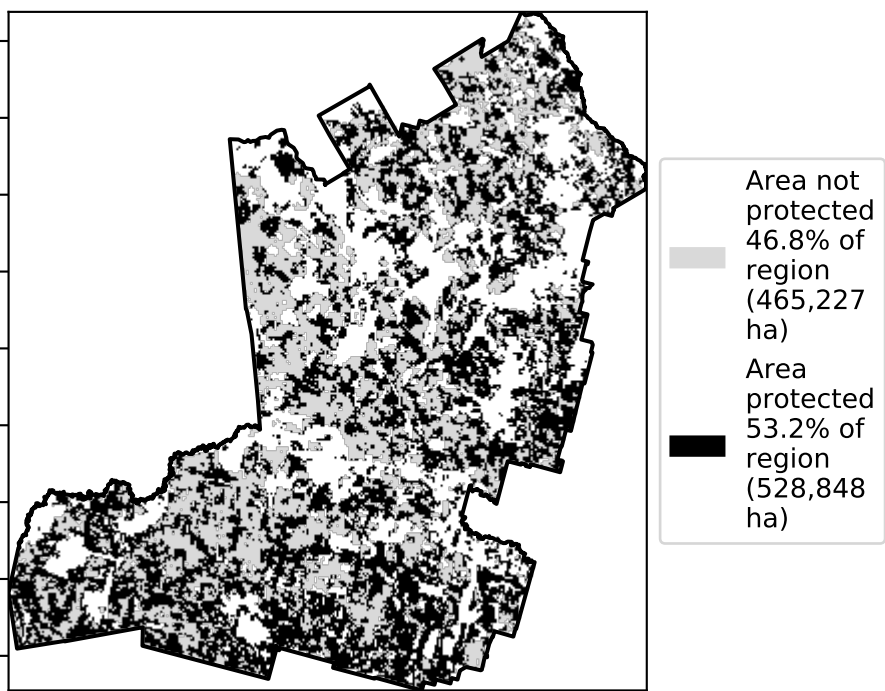 Area not
protected
46.8% of
region
(465,227
ha)
Area
protected
53.2% of
region
(528,848
ha)